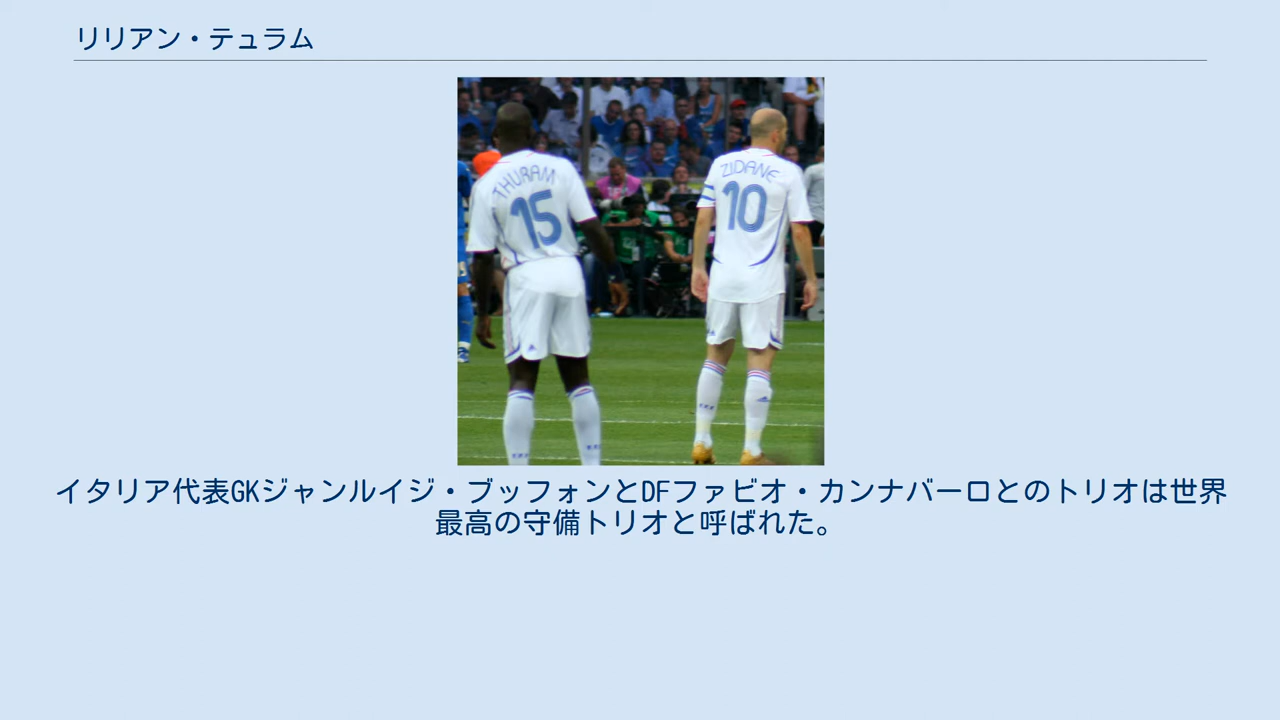 リリアン・テュラム
THURAM
15
ZIDANE
10
イタリア代表GKジャンルイジ・ブッフォンとDFファビオ・カンナバーロとのトリオは世界
最高の守備トリオと呼ばれた。